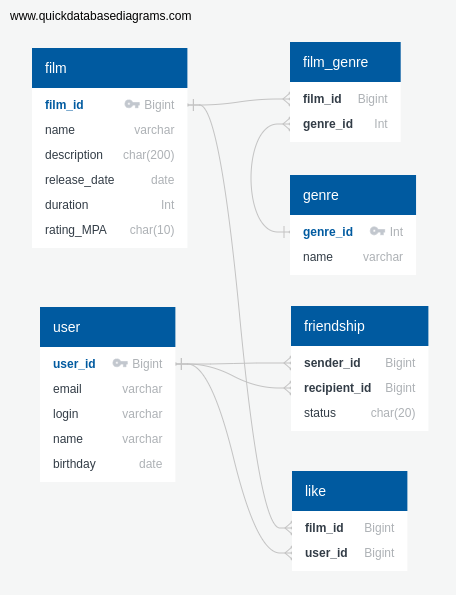 www.quickdatabasediagrams.com
film
film_id Bigint
name varchar
description char(200)
release_date date
duration Int
rating_MPA char(10)
film_genre
film_id Bigint
genre_id Int
genre
genre_id Int
name varchar
user
user_id Bigint
email varchar
login varchar
name varchar
birthday date
friendship
sender_id Bigint
recipient_id Bigint
status char(20)
like
film_id Bigint
user_id Bigint